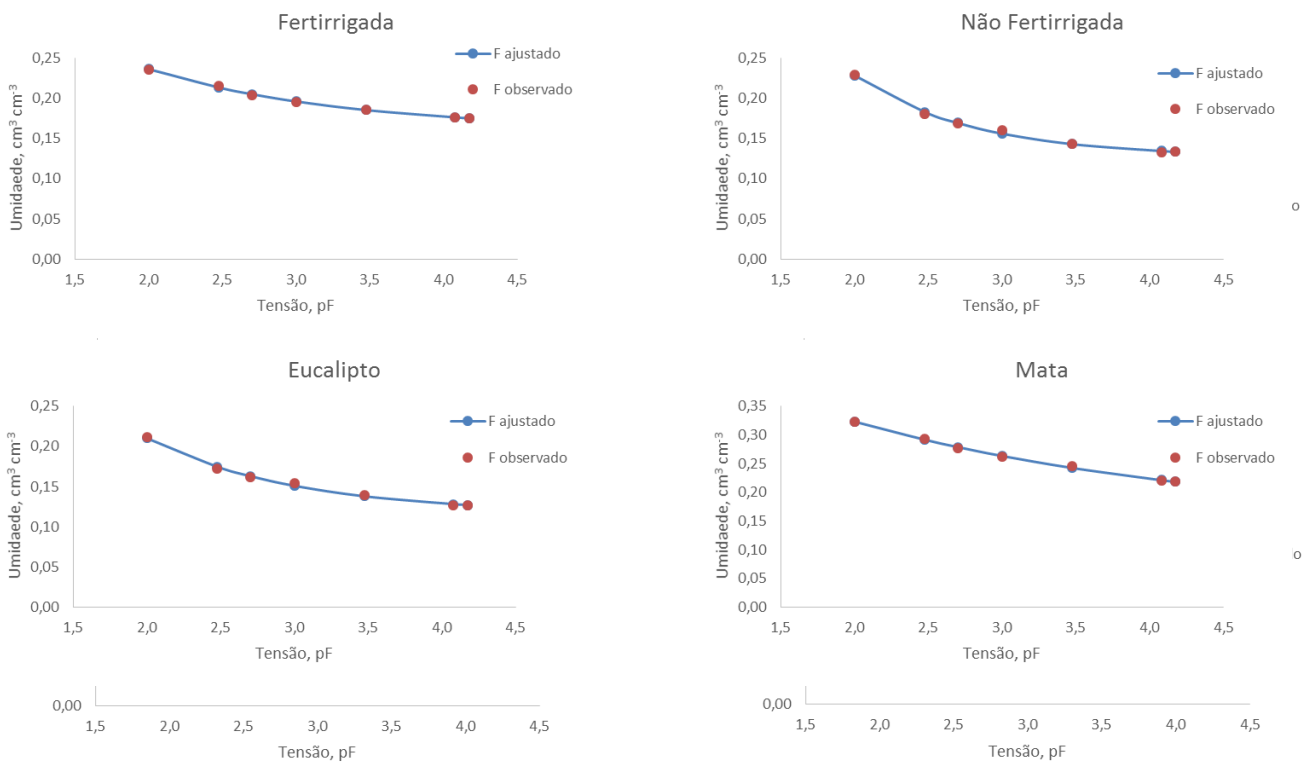 Fertirrigada
F ajustado
F observado
Umidaede, cm³ cm⁻³
0,25
0,20
0,15
0,10
0,05
0,00
1,5 2,0 2,5 3,0 3,5 4,0 4,5
Tensão, pF
Não Fertirrigada
F ajustado
F observado
Umidaede, cm³ cm⁻³
0,25
0,20
0,15
0,10
0,05
0,00
1,5 2,0 2,5 3,0 3,5 4,0 4,5
Tensão, pF
o
Eucalipto
F ajustado
F observado
Umidaede, cm³ cm⁻³
0,25
0,20
0,15
0,10
0,05
0,00
1,5 2,0 2,5 3,0 3,5 4,0 4,5
Tensão, pF
Mata
F ajustado
F observado
Umidaede, cm³ cm⁻³
0,35
0,30
0,25
0,20
0,15
0,10
0,05
0,00
1,5 2,0 2,5 3,0 3,5 4,0 4,5
Tensão, pF
o
0,00
1,5 2,0 2,5 3,0 3,5 4,0 4,5
Tensão, pF
0,00
1,5 2,0 2,5 3,0 3,5 4,0 4,5
Tensão, pF